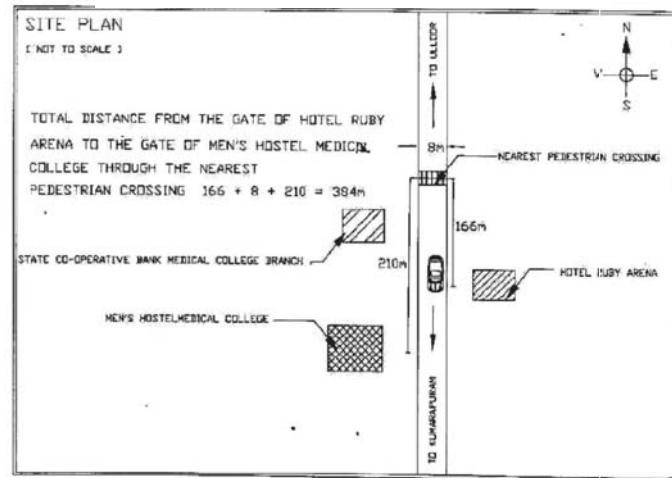 SITE PLAN
( NOT TO SCALE )
TOTAL DISTANCE FROM THE GATE OF HOTEL RUBY
ARENA TO THE GATE OF MEN'S HOSTEL MEDICAL
COLLEGE THROUGH THE NEAREST
PEDESTRIAN CROSSING 166 + 8 + 210 = 384m
TO ULLOOR
N
V E
S
8m
NEAREST PEDESTRIAN CROSSING
166m
STATE CO-OPERATIVE BANK MEDICAL COLLEGE BRANCH
210m
HOTEL RUBY ARENA
MEN'S HOSTELMEDICAL COLLEGE
TO KUMARAPURAM